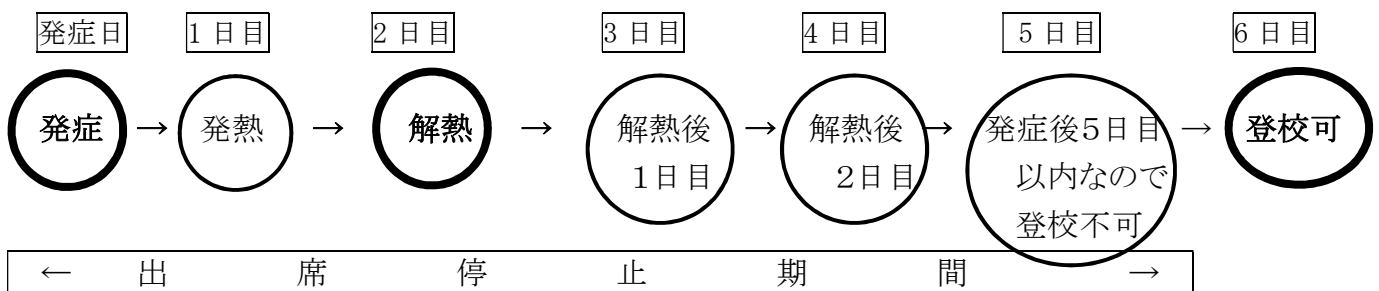 発症日 1日目 2日目 3日目 4日目 5日目 6日目
発症 → 発熱 → 解熱 → 解熱後 → 解熱後 → 発症後5日目 → 登校可
1日目 2日目 以内なので
登校不可
← 出 席 停 止 期 間 →